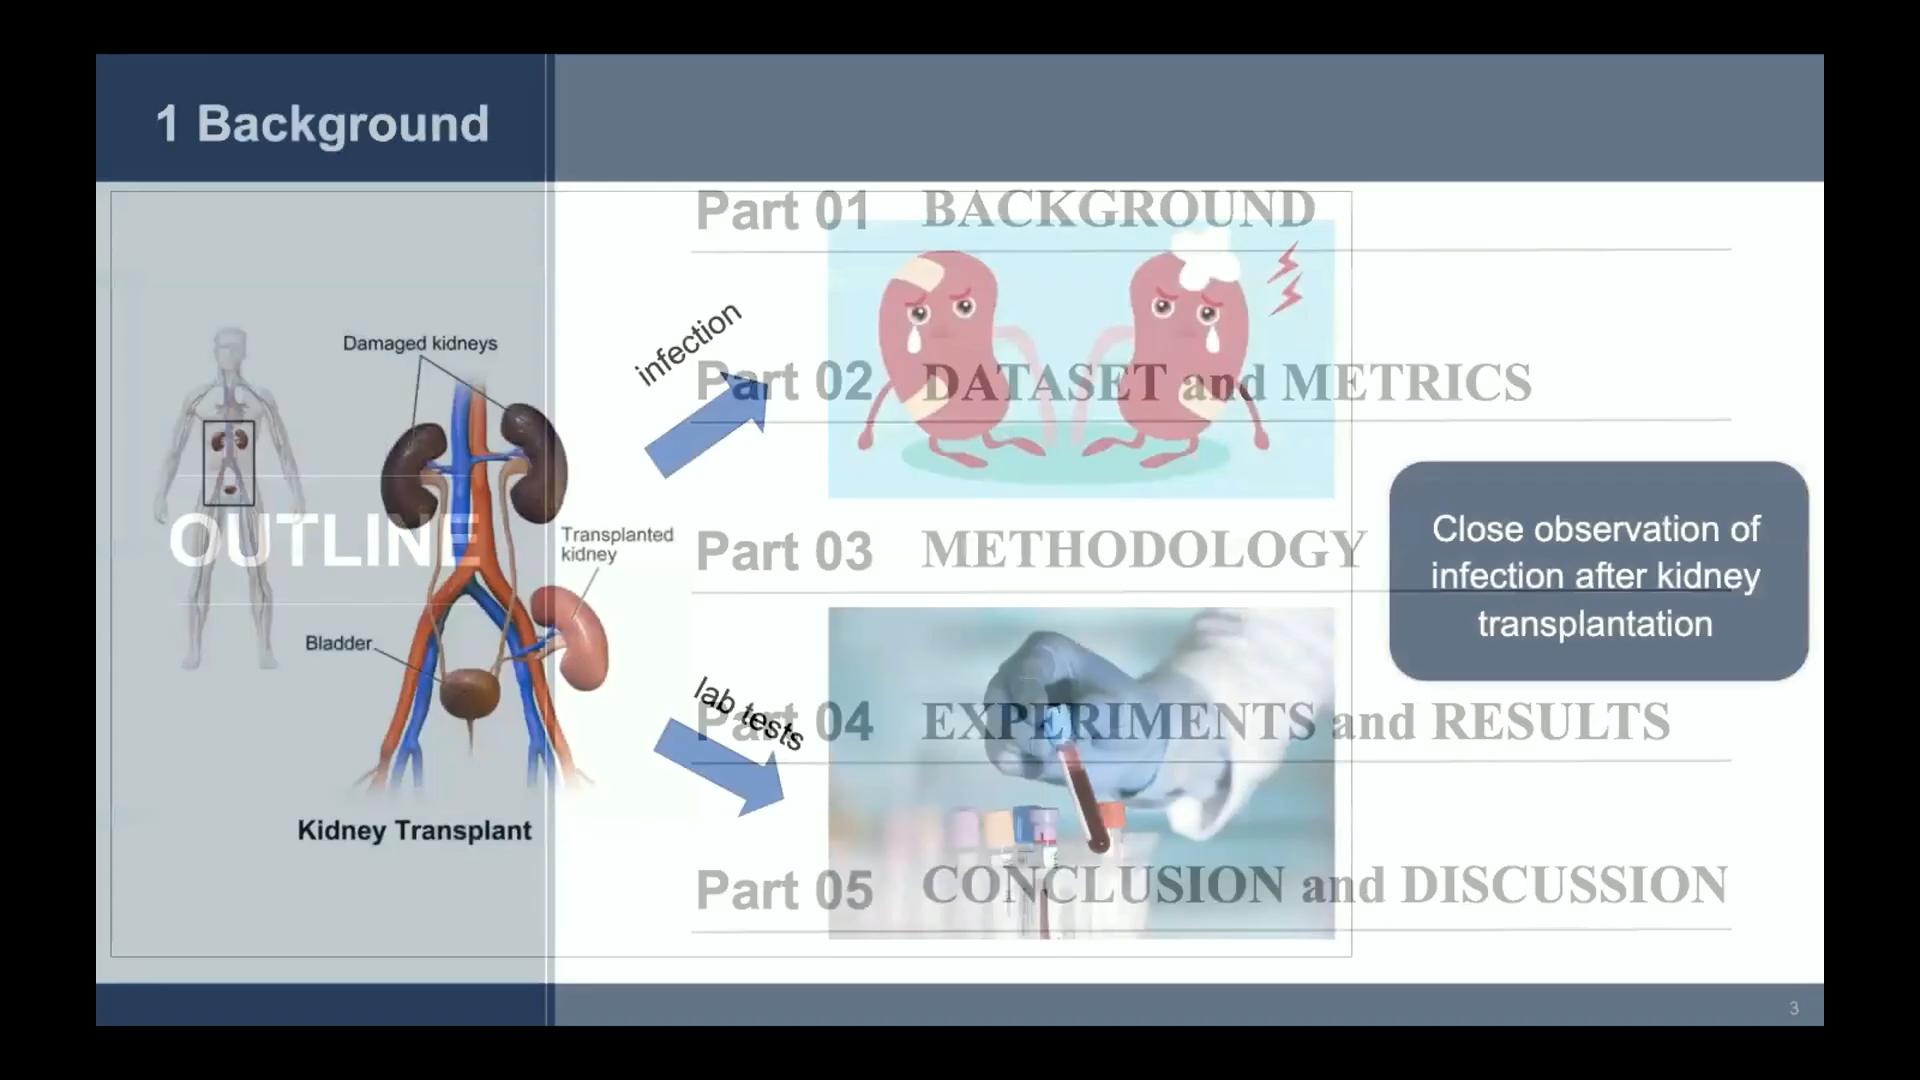 1 Background
Part 01 BACKGROUND
infection
Damaged kidneys
Part 02 DATASET and METRICS
OUTLINE
Transplanted
kidney
Part 03 METHODOLOGY
Close observation of
infection after kidney
transplantation
Bladder
lab tests
Part 04 EXPERIMENTS and RESULTS
Kidney Transplant
Part 05 CONCLUSION and DISCUSSION
3